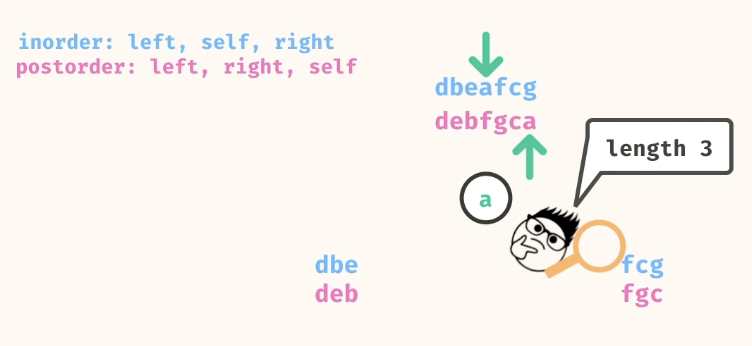 inorder: left, self, right
postorder: left, right, self
dbeafcg
debfgca
length 3
a
dbe
deb
fcg
fgc